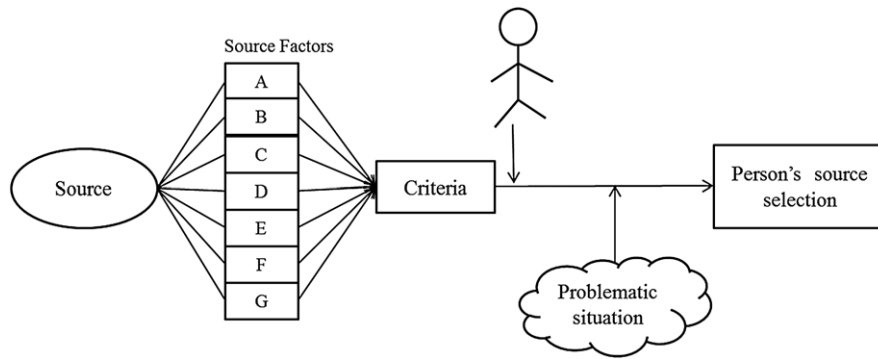 Source Factors
A
B
C
D
E
F
G
Source
Criteria
Person's source
selection
Problematic
situation